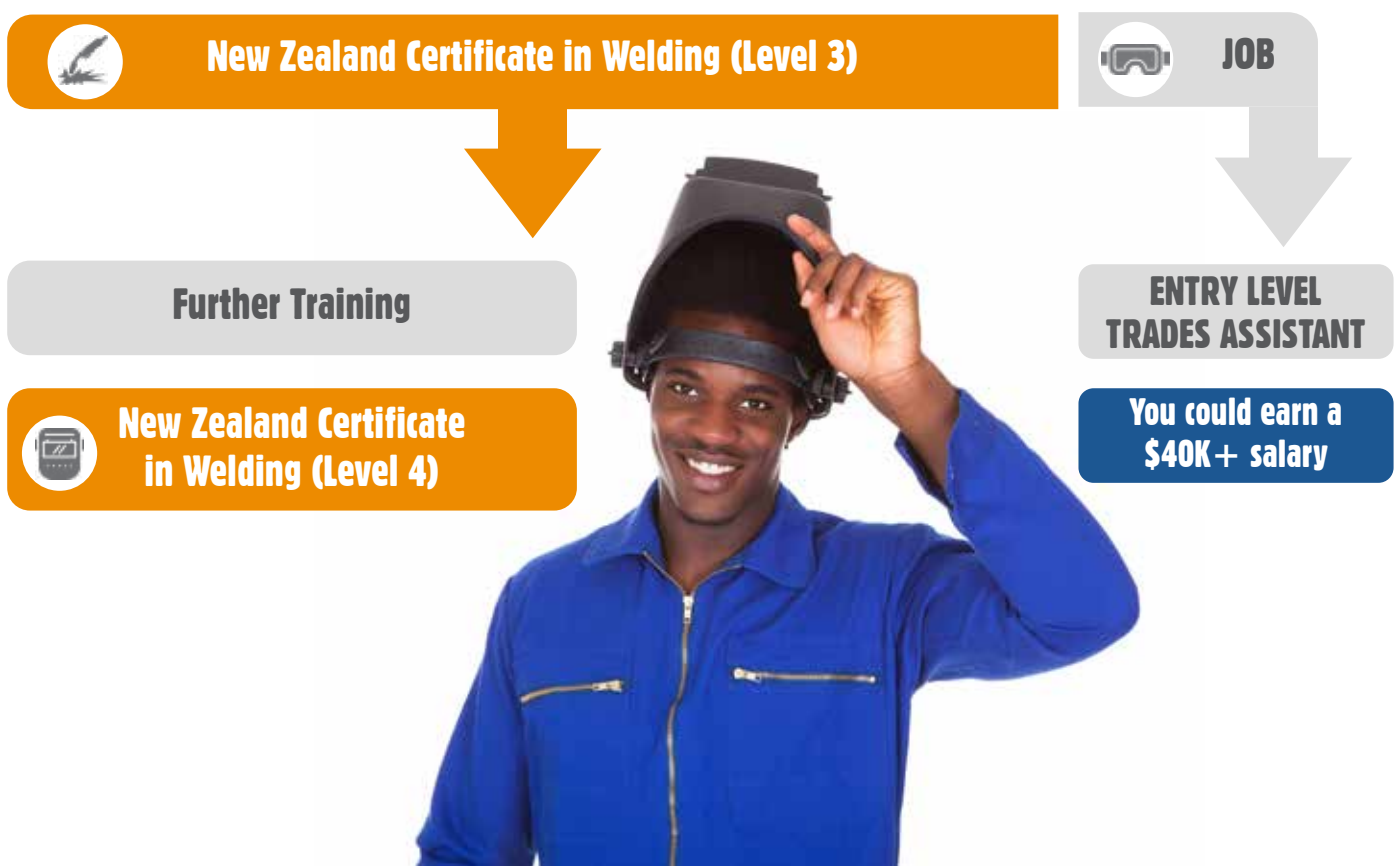 New Zealand Certificate in Welding (Level 3)
JOB
Further Training
New Zealand Certificate
in Welding (Level 4)
ENTRY LEVEL
TRADES ASSISTANT
You could earn a
$40K+ salary